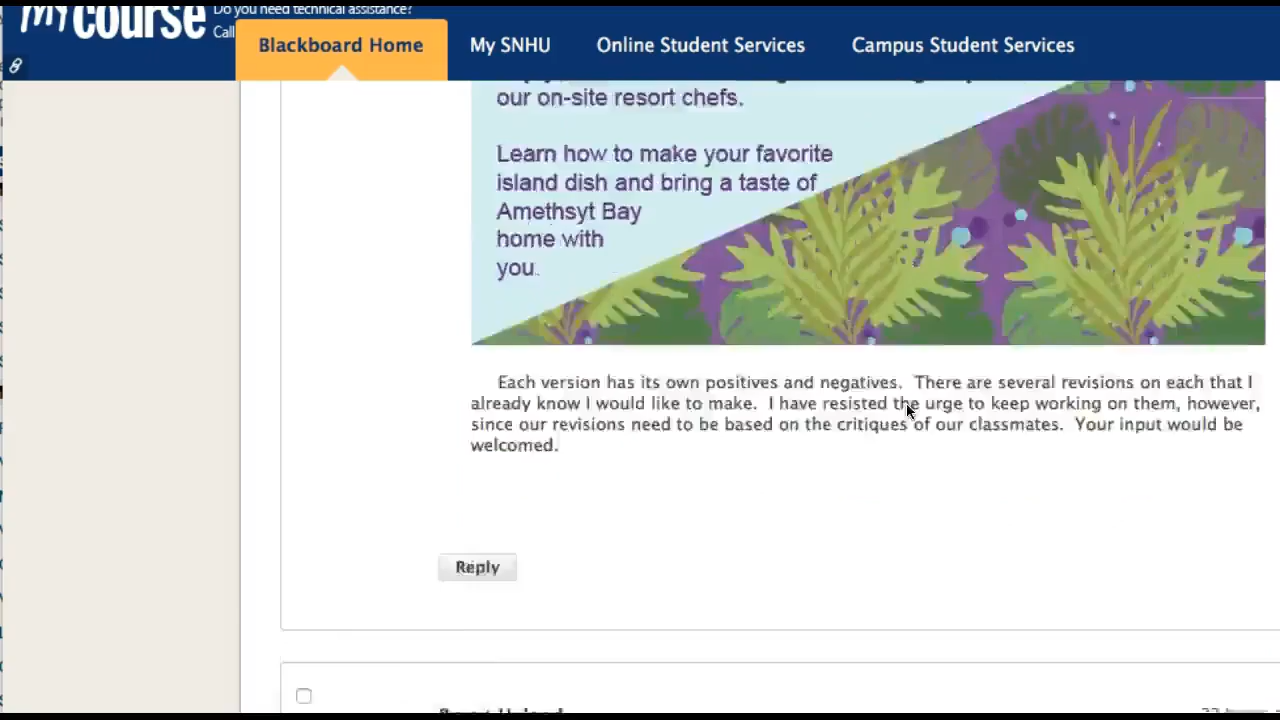 my course
Do you need technical assistance?
Call
Blackboard Home
My SNHU
Online Student Services
Campus Student Services
our on-site resort chefs.
Learn how to make your favorite
island dish and bring a taste of
Amethsyt Bay
home with
you.
Each version has its own positives and negatives. There are several revisions on each that I
already know I would like to make. I have resisted the urge to keep working on them, however,
since our revisions need to be based on the critiques of our classmates. Your input would be
welcomed.
Reply